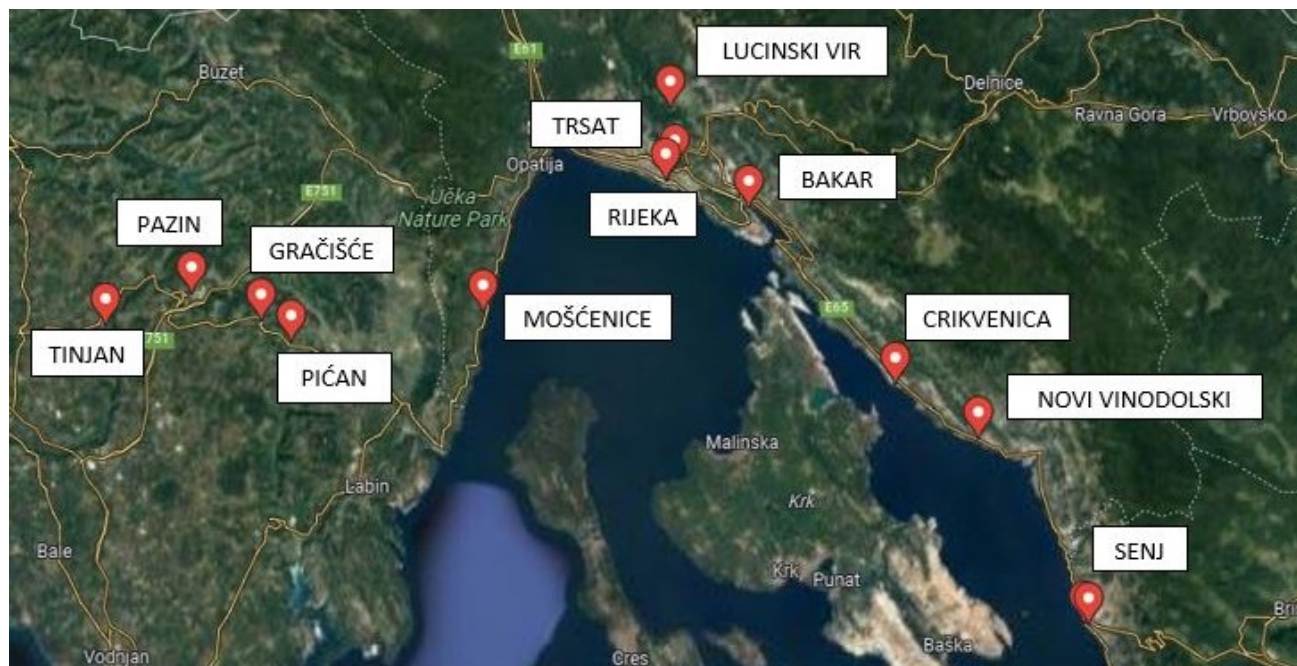 LUCINSKI VIR
E61
Buzet
Delnice
Ravna Gora
Vrbovsko
TRSAT
Opatija
BAKAR
E751
Učka
Nature Park
RIJEKA
PAZIN
GRAČIŠĆE
MOŠĆENICE
E65
CRIKVENICA
TINJAN
751
PIĆAN
NOVI VINODOLSKI
Malinska
Labin
Krk
SENJ
Bale
Krk
Punat
Brin
Baška
Vodnjan
Cres